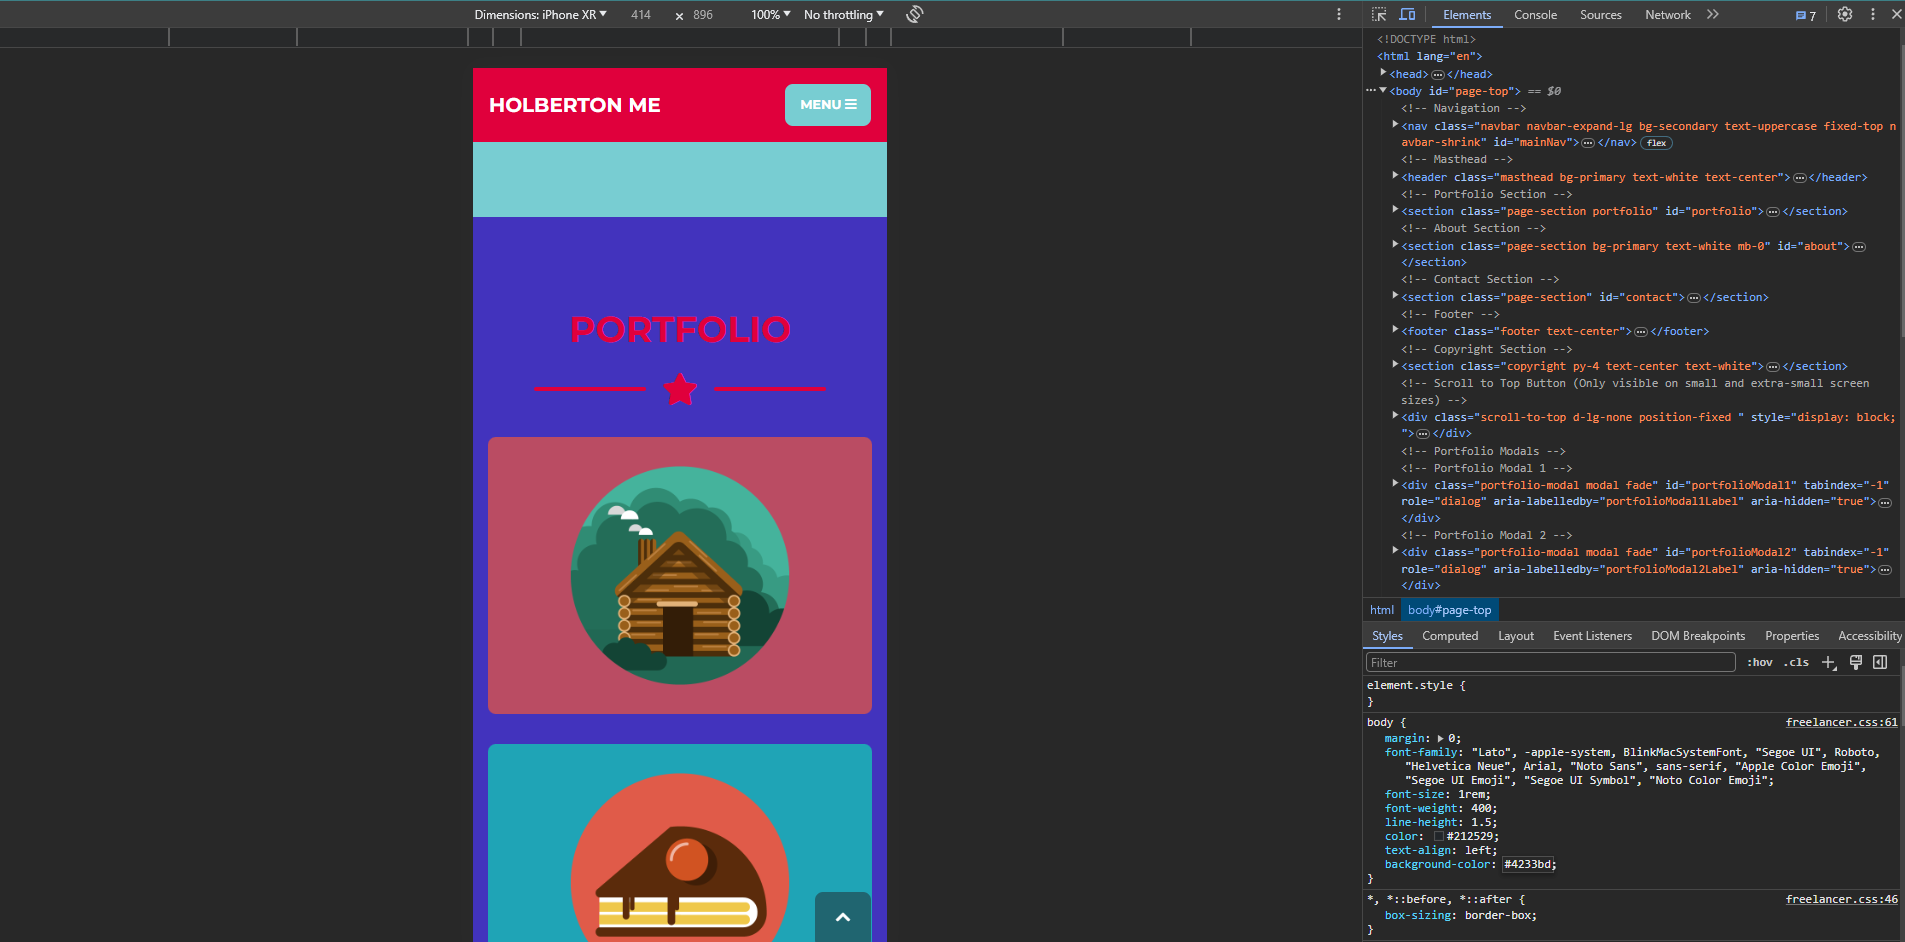 Dimensions: iPhone XR ▼ 414 × 896 100% ▼ No throttling ▼
Elements Console Sources Network 7
HOLBERTON ME
MENU
PORTFOLIO
<!DOCTYPE html>
<html lang="en">
<head>…</head>
<body id="page-top"> == $0
<!-- Navigation -->
<nav class="navbar navbar-expand-lg bg-secondary text-uppercase fixed-top n
avbar-shrink" id="mainNav">…</nav> flex
<!-- Masthead -->
<header class="masthead bg-primary text-white text-center">…</header>
<!-- Portfolio Section -->
<section class="page-section portfolio" id="portfolio">…</section>
<!-- About Section -->
<section class="page-section bg-primary text-white mb-0" id="about">…
</section>
<!-- Contact Section -->
<section class="page-section" id="contact">…</section>
<!-- Footer -->
<footer class="footer text-center">…</footer>
<!-- Copyright Section -->
<section class="copyright py-4 text-center text-white">…</section>
<!-- Scroll to Top Button (Only visible on small and extra-small screen
sizes) -->
<div class="scroll-to-top d-lg-none position-fixed " style="display: block;
">…</div>
<!-- Portfolio Modals -->
<!-- Portfolio Modal 1 -->
<div class="portfolio-modal modal fade" id="portfolioModal1" tabindex="-1"
role="dialog" aria-labelledby="portfolioModal1Label" aria-hidden="true">…
</div>
<!-- Portfolio Modal 2 -->
<div class="portfolio-modal modal fade" id="portfolioModal2" tabindex="-1"
role="dialog" aria-labelledby="portfolioModal2Label" aria-hidden="true">…
</div>
html body#page-top
Styles Computed Layout Event Listeners DOM Breakpoints Properties Accessibility
Filter :hov .cls
element.style {
}
body { freelancer.css:61
margin: 0;
font-family: "Lato", -apple-system, BlinkMacSystemFont, "Segoe UI", Roboto,
"Helvetica Neue", Arial, "Noto Sans", sans-serif, "Apple Color Emoji",
"Segoe UI Emoji", "Segoe UI Symbol", "Noto Color Emoji";
font-size: 1rem;
font-weight: 400;
line-height: 1.5;
color: #212529;
text-align: left;
background-color: #4233bd;
}
*, *::before, *::after { freelancer.css:46
box-sizing: border-box;
}